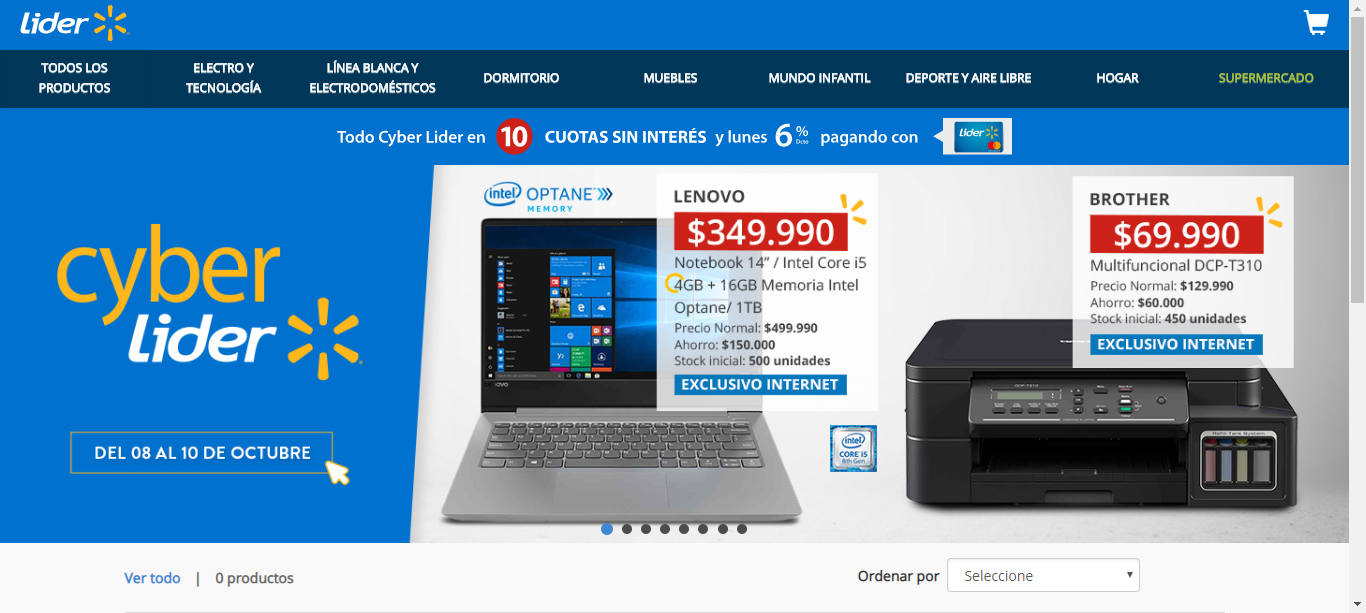 Lider
TODOS LOS
PRODUCTOS
ELECTRO Y
TECNOLOGÍA
LÍNEA BLANCA Y
ELECTRODOMÉSTICOS
DORMITORIO
MUEBLES
MUNDO INFANTIL
DEPORTE Y AIRE LIBRE
HOGAR
SUPERMERCADO
Todo Cyber Lider en 10 CUOTAS SIN INTERÉS y lunes 6% Dcto pagando con
Lider
cyber
lider
DEL 08 AL 10 DE OCTUBRE
intel OPTANE
MEMORY
LENOVO
$349.990
Notebook 14” / Intel Core i5
4GB + 16GB Memoria Intel
Optane/ 1TB
Precio Normal: $499.990
Ahorro: $150.000
Stock inicial: 500 unidades
EXCLUSIVO INTERNET
intel
CORE i5
8th Gen
BROTHER
$69.990
Multifuncional DCP-T310
Precio Normal: $129.990
Ahorro: $60.000
Stock inicial: 450 unidades
EXCLUSIVO INTERNET
DCP-T310
Refill Tank System
Ver todo | 0 productos
Ordenar por
Seleccione